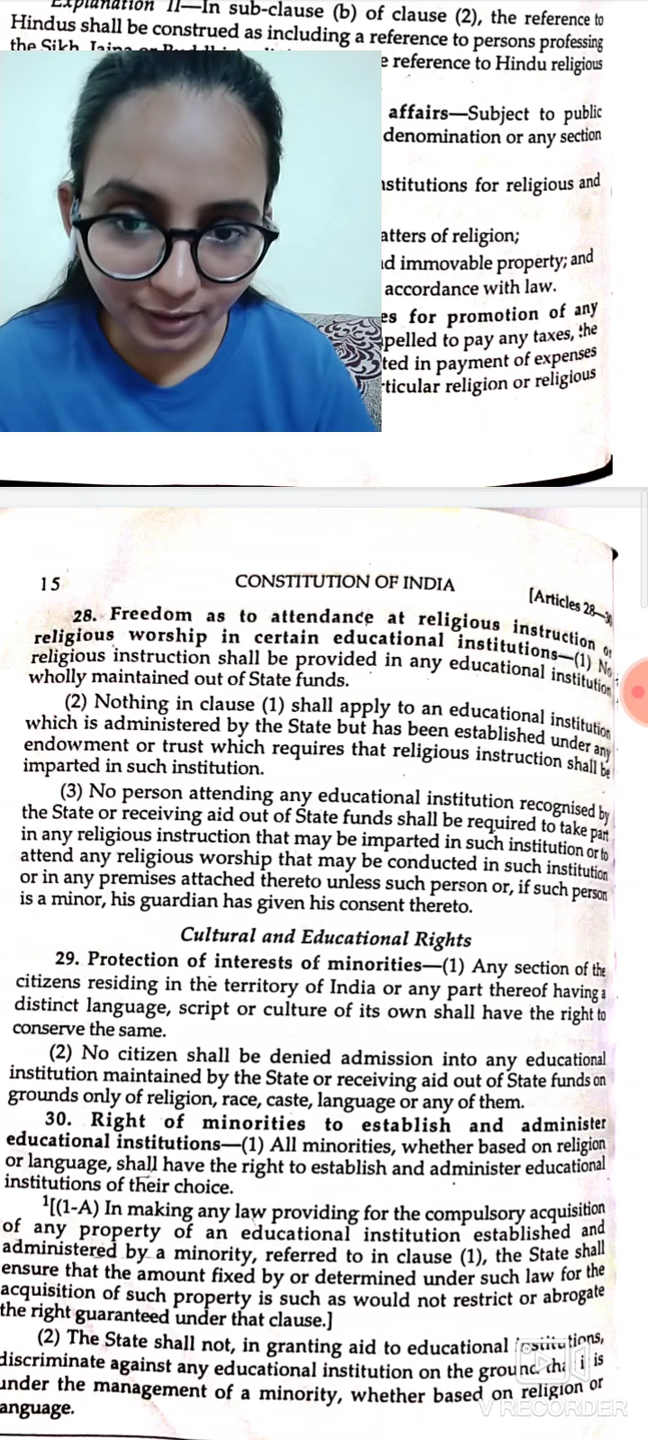 Explanation II—In sub-clause (b) of clause (2), the reference to
Hindus shall be construed as including a reference to persons professing
the Sikh, Jaina or
e reference to Hindu religious
affairs—Subject to public
denomination or any section
nstitutions for religious and
atters of religion;
d immovable property; and
accordance with law.
es for promotion of any
pelled to pay any taxes, the
ted in payment of expenses
ticular religion or religious
15 CONSTITUTION OF INDIA [Articles 28—30
28. Freedom as to attendance at religious instruction or
religious worship in certain educational institutions—(1) No
religious instruction shall be provided in any educational institution
wholly maintained out of State funds.
(2) Nothing in clause (1) shall apply to an educational institution
which is administered by the State but has been established under any
endowment or trust which requires that religious instruction shall be
imparted in such institution.
(3) No person attending any educational institution recognised by
the State or receiving aid out of State funds shall be required to take part
in any religious instruction that may be imparted in such institution or to
attend any religious worship that may be conducted in such institution
or in any premises attached thereto unless such person or, if such person
is a minor, his guardian has given his consent thereto.
Cultural and Educational Rights
29. Protection of interests of minorities—(1) Any section of the
citizens residing in the territory of India or any part thereof having a
distinct language, script or culture of its own shall have the right to
conserve the same.
(2) No citizen shall be denied admission into any educational
institution maintained by the State or receiving aid out of State funds on
grounds only of religion, race, caste, language or any of them.
30. Right of minorities to establish and administer
educational institutions—(1) All minorities, whether based on religion
or language, shall have the right to establish and administer educational
institutions of their choice.
1[(1-A) In making any law providing for the compulsory acquisition
of any property of an educational institution established and
administered by a minority, referred to in clause (1), the State shall
ensure that the amount fixed by or determined under such law for the
acquisition of such property is such as would not restrict or abrogate
the right guaranteed under that clause.]
(2) The State shall not, in granting aid to educational institutions,
discriminate against any educational institution on the ground that it is
under the management of a minority, whether based on religion or
language.
V RECORDER